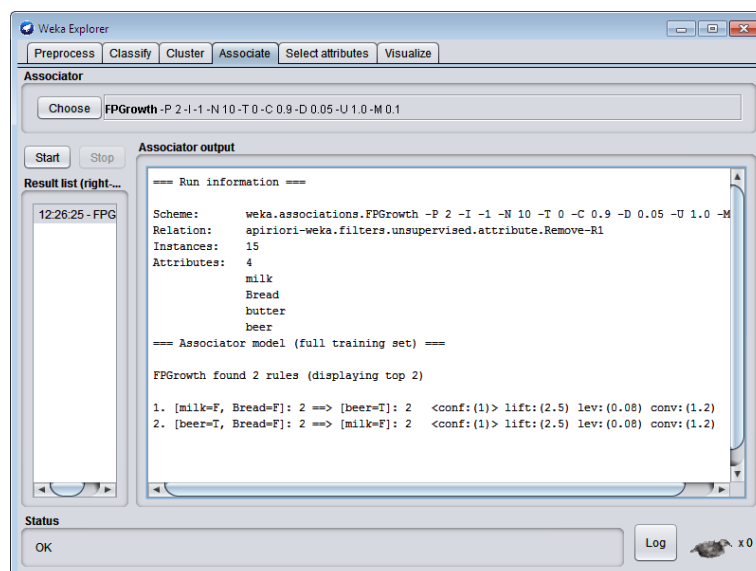 Weka Explorer
Preprocess Classify Cluster Associate Select attributes Visualize
Associator
Choose FPGrowth -P 2 -I -1 -N 10 -T 0 -C 0.9 -D 0.05 -U 1.0 -M 0.1
Start Stop
Result list (right-...
12:26:25 - FPG
Associator output
=== Run information ===
Scheme: weka.associations.FPGrowth -P 2 -I -1 -N 10 -T 0 -C 0.9 -D 0.05 -U 1.0 -M
Relation: apiriori-weka.filters.unsupervised.attribute.Remove-R1
Instances: 15
Attributes: 4
milk
Bread
butter
beer
=== Associator model (full training set) ===
FPGrowth found 2 rules (displaying top 2)
1. [milk=F, Bread=F]: 2 ==> [beer=T]: 2 <conf:(1)> lift:(2.5) lev:(0.08) conv:(1.2)
2. [beer=T, Bread=F]: 2 ==> [milk=F]: 2 <conf:(1)> lift:(2.5) lev:(0.08) conv:(1.2)
Status
OK
Log
x 0